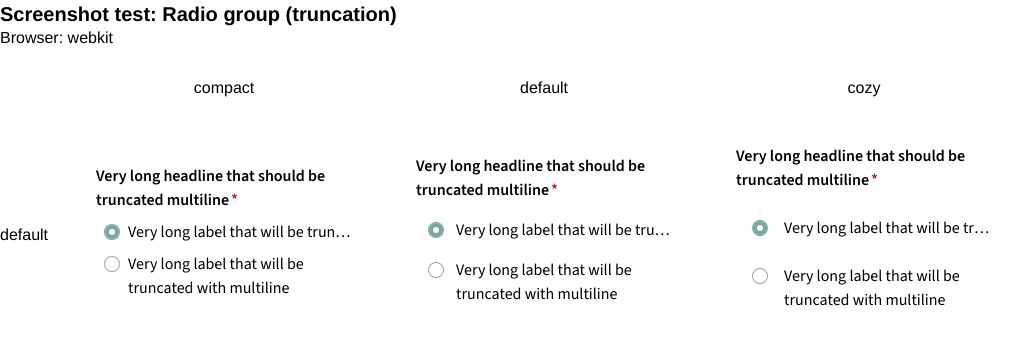 Screenshot test: Radio group (truncation)
Browser: webkit
compact
default
cozy
default
Very long headline that should be
truncated multiline *
Very long label that will be trun…
Very long label that will be
truncated with multiline
Very long headline that should be
truncated multiline *
Very long label that will be tru…
Very long label that will be
truncated with multiline
Very long headline that should be
truncated multiline *
Very long label that will be tr…
Very long label that will be
truncated with multiline